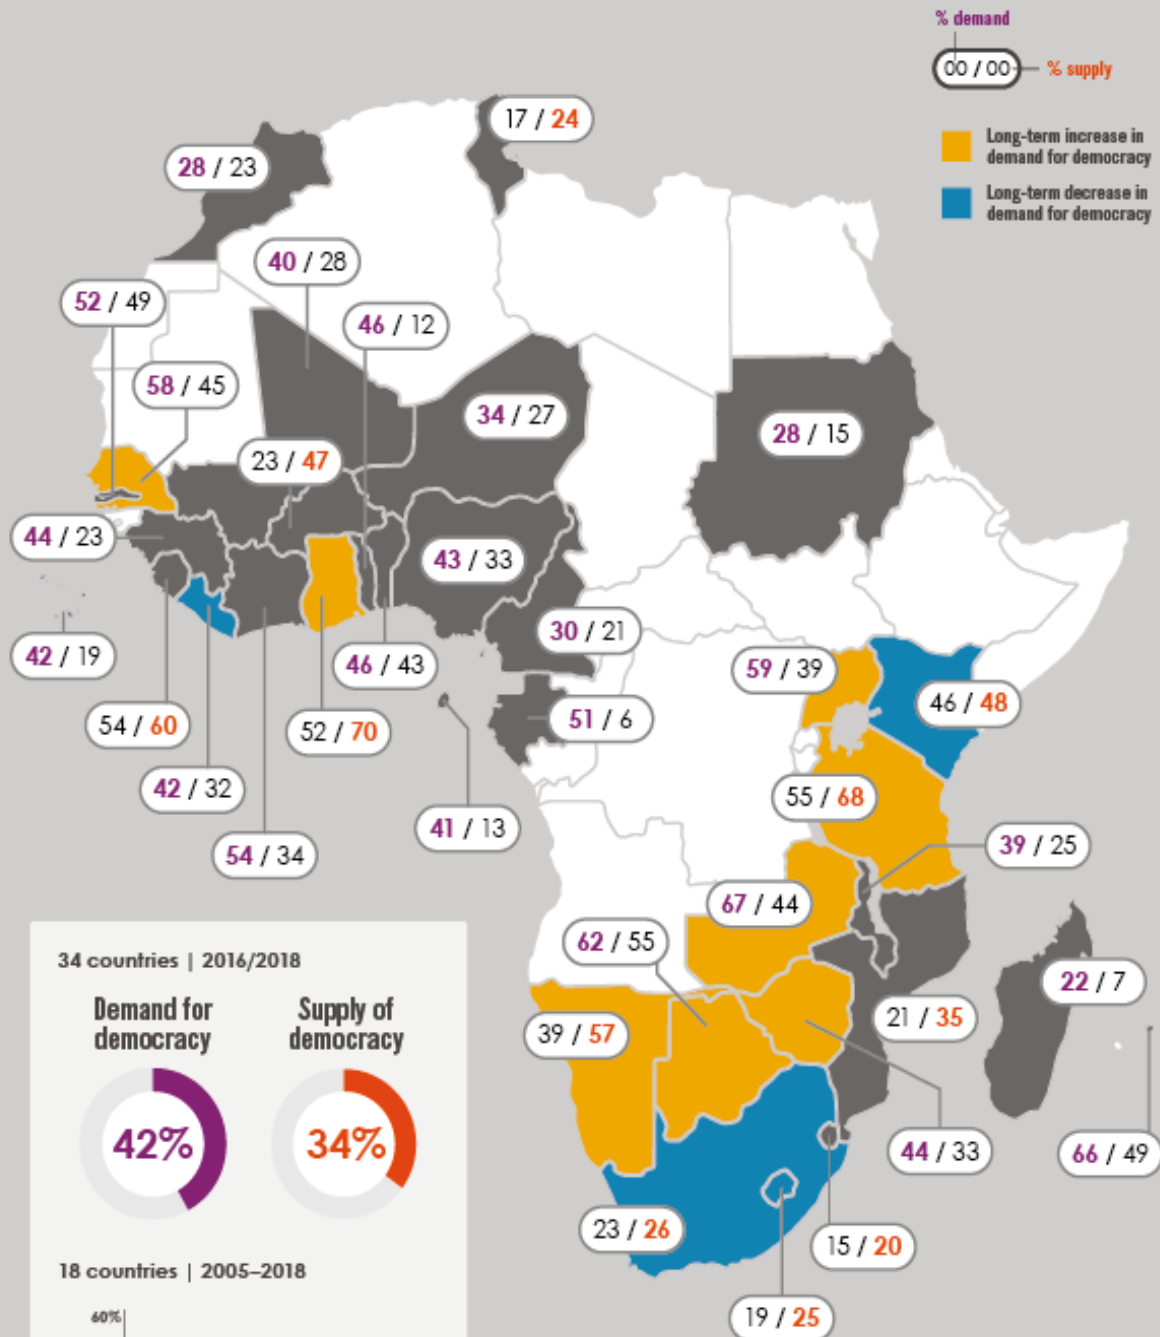 % demand
00 / 00
% supply
Long-term increase in
demand for democracy
Long-term decrease in
demand for democracy
17 / 24
28 / 23
40 / 28
52 / 49
46 / 12
58 / 45
34 / 27
28 / 15
23 / 47
44 / 23
43 / 33
30 / 21
42 / 19
46 / 43
59 / 39
46 / 48
54 / 60
52 / 70
51 / 6
42 / 32
55 / 68
41 / 13
54 / 34
39 / 25
67 / 44
62 / 55
22 / 7
39 / 57
21 / 35
44 / 33
66 / 49
23 / 26
15 / 20
19 / 25
34 countries | 2016/2018
Demand for
democracy
Supply of
democracy
42%
34%
18 countries | 2005–2018
60%